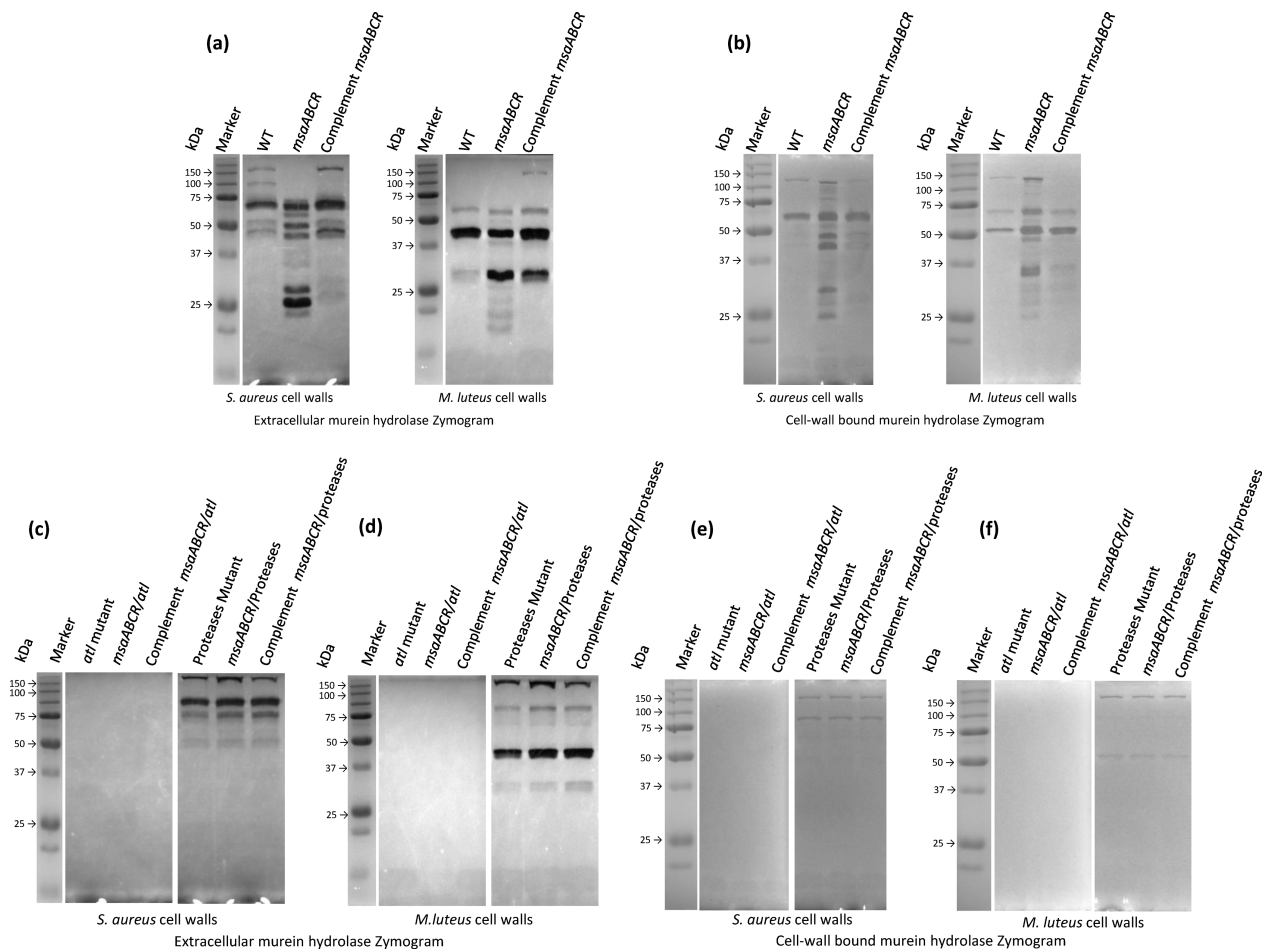 (a)
kDa
Marker
WT
msaABCR
Complement msaABCR
150 →
100 →
75 →
50 →
37 →
25 →
S. aureus cell walls
kDa
Marker
WT
msaABCR
Complement msaABCR
150 →
100 →
75 →
50 →
37 →
25 →
M. luteus cell walls
Extracellular murein hydrolase Zymogram
(b)
kDa
Marker
WT
msaABCR
Complement msaABCR
150 →
100 →
75 →
50 →
37 →
25 →
S. aureus cell walls
kDa
Marker
WT
msaABCR
Complement msaABCR
150 →
100 →
75 →
50 →
37 →
25 →
M. luteus cell walls
Cell-wall bound murein hydrolase Zymogram
(c)
kDa
Marker
atl mutant
msaABCR/atl
Complement msaABCR/atl
Proteases Mutant
msaABCR/Proteases
Complement msaABCR/proteases
150 →
100 →
75 →
50 →
37 →
25 →
S. aureus cell walls
(d)
kDa
Marker
atl mutant
msaABCR/atl
Complement msaABCR/atl
Proteases Mutant
msaABCR/Proteases
Complement msaABCR/proteases
150 →
100 →
75 →
50 →
37 →
25 →
M.luteus cell walls
Extracellular murein hydrolase Zymogram
(e)
kDa
Marker
atl mutant
msaABCR/atl
Complement msaABCR/atl
Proteases Mutant
msaABCR/Proteases
Complement msaABCR/proteases
150 →
100 →
75 →
50 →
37 →
25 →
S. aureus cell walls
(f)
kDa
Marker
atl mutant
msaABCR/atl
Complement msaABCR/atl
Proteases Mutant
msaABCR/Proteases
Complement msaABCR/proteases
150 →
100 →
75 →
50 →
37 →
25 →
M. luteus cell walls
Cell-wall bound murein hydrolase Zymogram